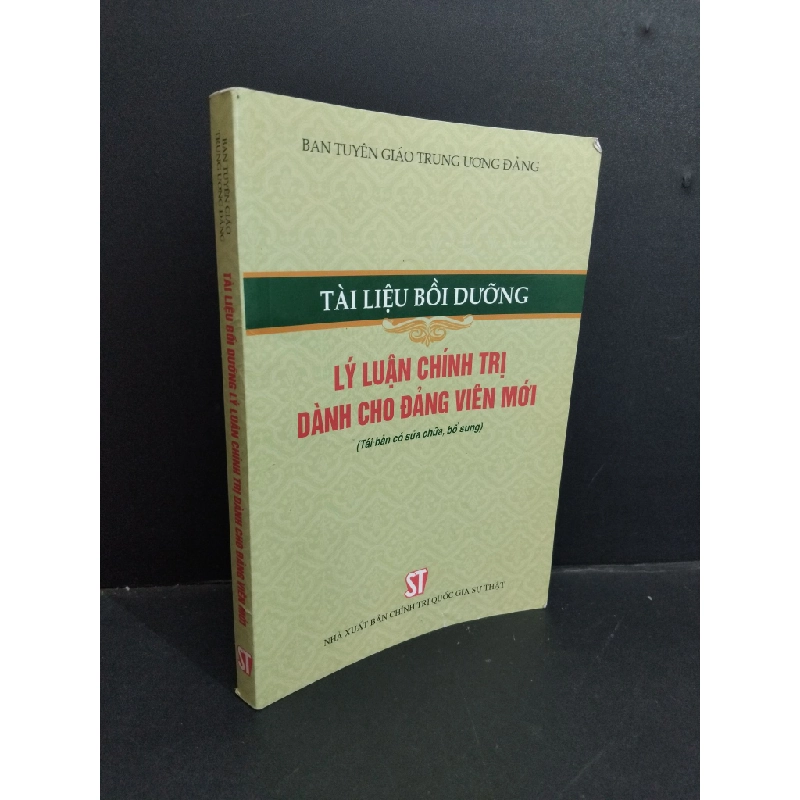 BAN TUYÊN GIÁO TRUNG ƯƠNG ĐẢNG
TÀI LIỆU BỒI DƯỠNG
LÝ LUẬN CHÍNH TRỊ
DÀNH CHO ĐẢNG VIÊN MỚI
(Tái bản có sửa chữa, bổ sung)
ST
NHÀ XUẤT BẢN CHÍNH TRỊ QUỐC GIA SỰ THẬT
BAN TUYÊN GIÁO
TRUNG ƯƠNG ĐẢNG
TÀI LIỆU BỒI DƯỠNG LÝ LUẬN CHÍNH TRỊ DÀNH CHO ĐẢNG VIÊN MỚI
ST